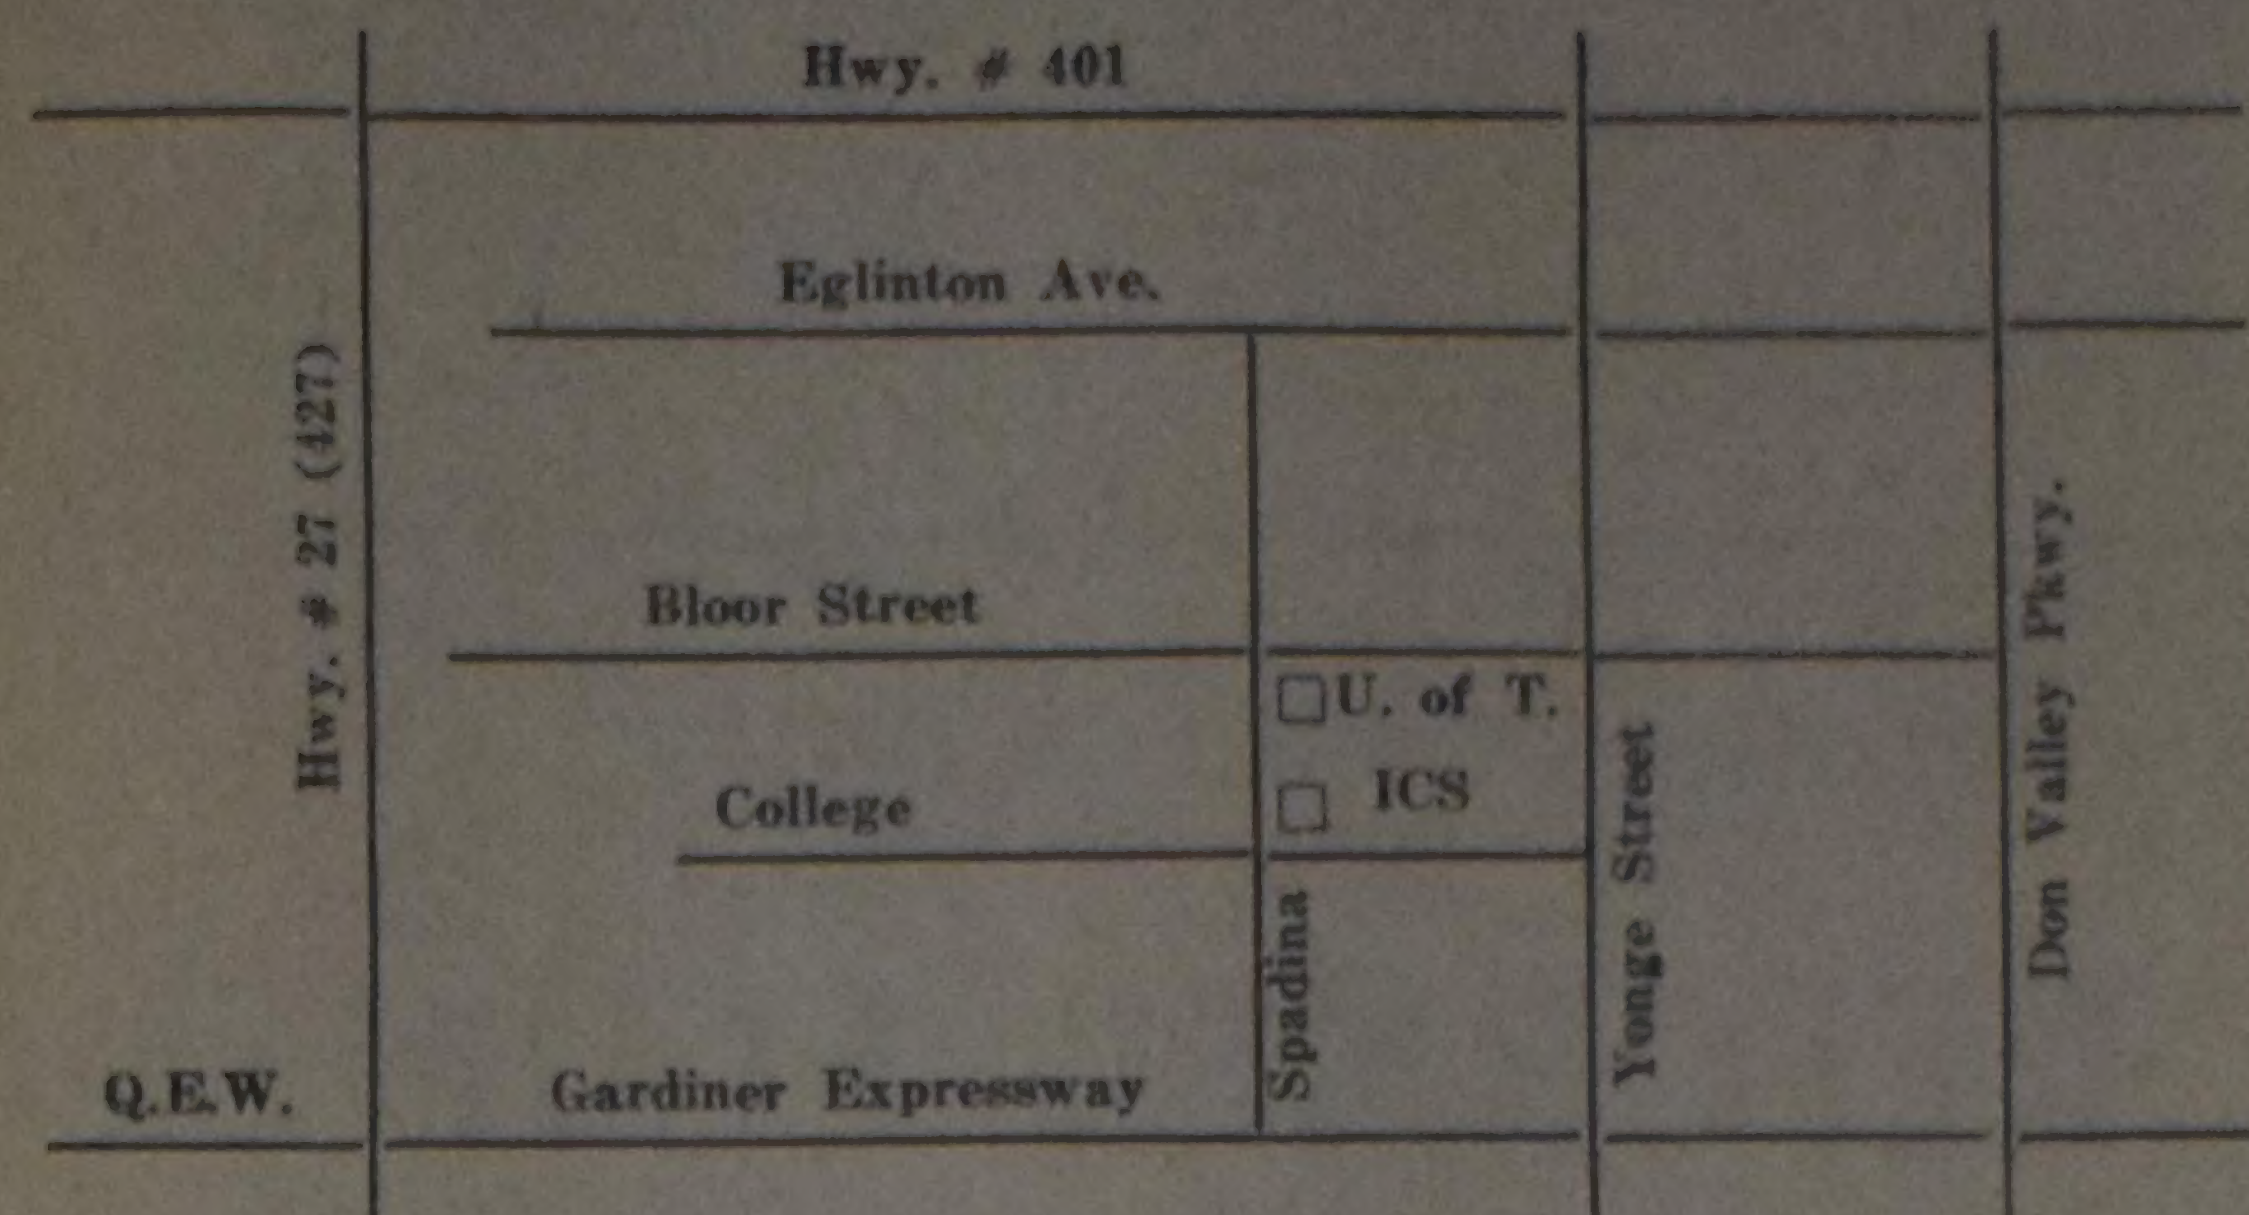 Hwy. # 401
Eglinton Ave.
Hwy. # 27 (427)
Bloor Street
U. of T.
ICS
College
Spadina
Yonge Street
Don Valley Pkwy.
Q.E.W.
Gardiner Expressway